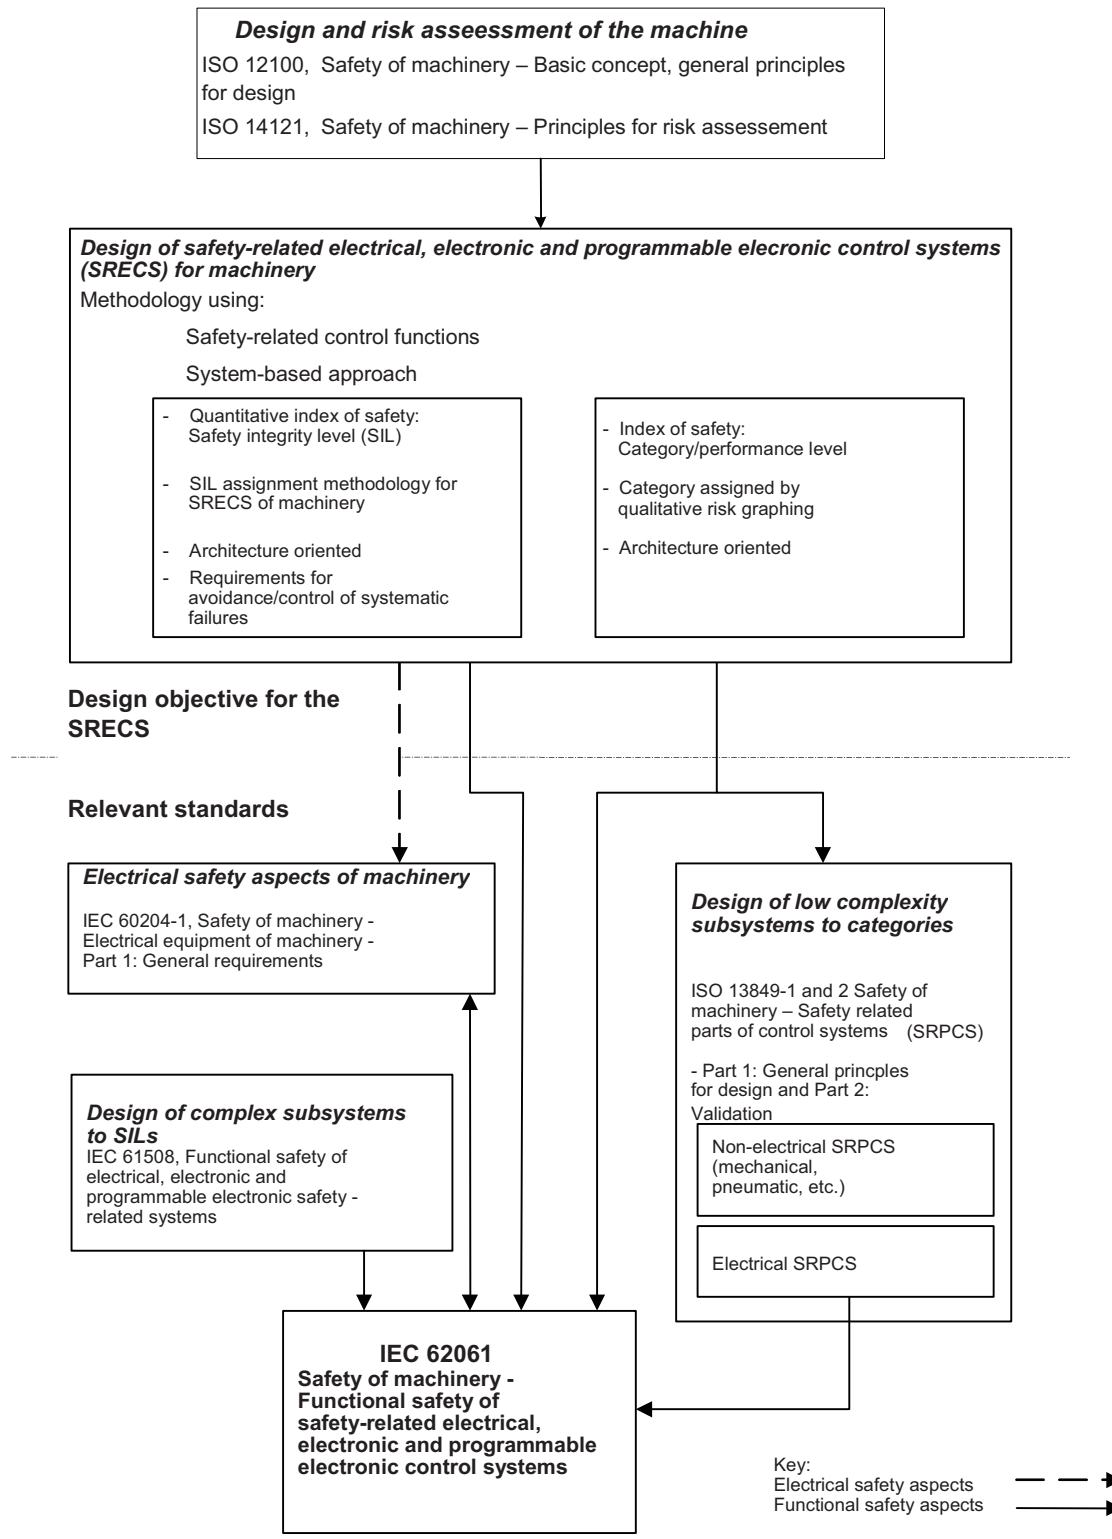 Design and risk asseessment of the machine
ISO 12100, Safety of machinery – Basic concept, general principles
for design
ISO 14121, Safety of machinery – Principles for risk assessement
Design of safety-related electrical, electronic and programmable elecronic control systems
(SRECS) for machinery
Methodology using:
Safety-related control functions
System-based approach
- Quantitative index of safety:
Safety integrity level (SIL)
- SIL assignment methodology for
SRECS of machinery
- Architecture oriented
- Requirements for
avoidance/control of systematic
failures
- Index of safety:
Category/performance level
- Category assigned by
qualitative risk graphing
- Architecture oriented
Design objective for the
SRECS
Relevant standards
Electrical safety aspects of machinery
IEC 60204-1, Safety of machinery -
Electrical equipment of machinery -
Part 1: General requirements
Design of complex subsystems
to SILs
IEC 61508, Functional safety of
electrical, electronic and
programmable electronic safety -
related systems
Design of low complexity
subsystems to categories
ISO 13849-1 and 2 Safety of
machinery – Safety related
parts of control systems (SRPCS)
- Part 1: General princples
for design and Part 2:
Validation
Non-electrical SRPCS
(mechanical,
pneumatic, etc.)
Electrical SRPCS
IEC 62061
Safety of machinery -
Functional safety of
safety-related electrical,
electronic and programmable
electronic control systems
Key:
Electrical safety aspects
Functional safety aspects